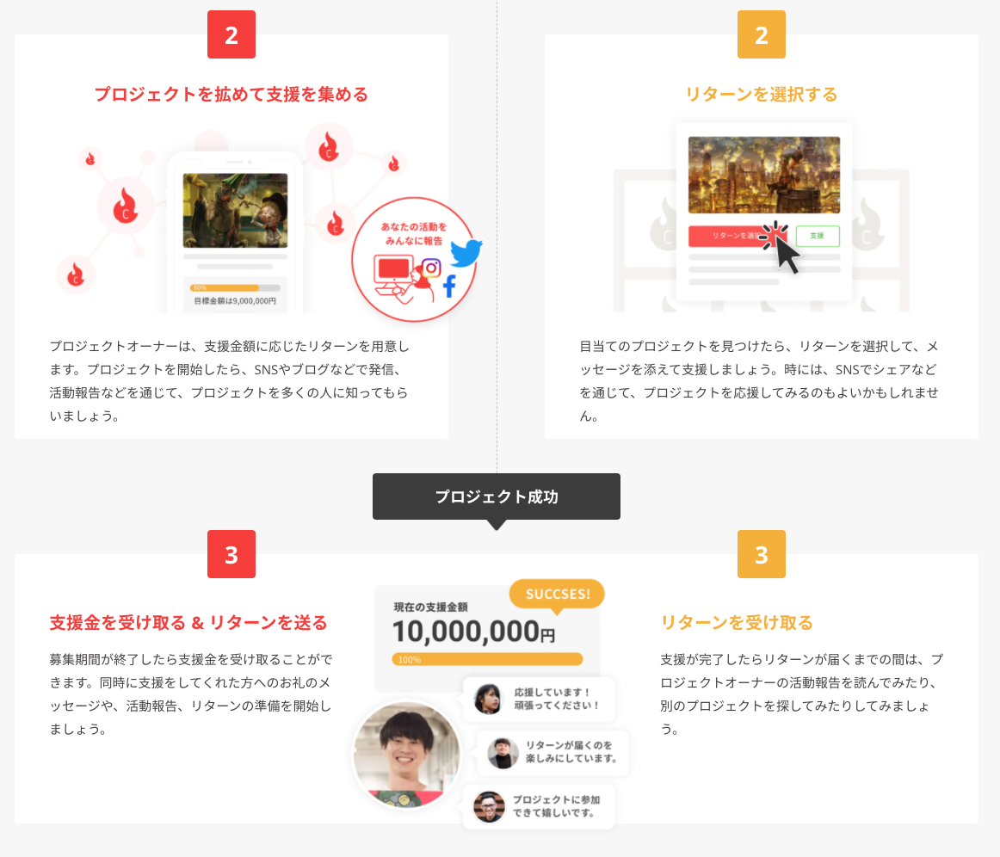 2
プロジェクトを拡めて支援を集める
あなたの活動を
みんなに報告
60%
目標金額は9,000,000円
プロジェクトオーナーは、支援金額に応じたリターンを用意し
ます。プロジェクトを開始したら、SNSやブログなどで発信、
活動報告などを通じて、プロジェクトを多くの人に知ってもら
いましょう。
2
リターンを選択する
リターンを選択
支援
目当てのプロジェクトを見つけたら、リターンを選択して、メ
ッセージを添えて支援しましょう。時には、SNSでシェアなど
を通じて、プロジェクトを応援してみるのもよいかもしれませ
ん。
プロジェクト成功
3
支援金を受け取る & リターンを送る
募集期間が終了したら支援金を受け取ることがで
きます。同時に支援をしてくれた方へのお礼のメ
ッセージや、活動報告、リターンの準備を開始し
ましょう。
SUCCSES!
現在の支援金額
10,000,000円
100%
応援しています！
頑張ってください！
リターンが届くのを
楽しみにしています。
プロジェクトに参加
できて嬉しいです。
3
リターンを受け取る
支援が完了したらリターンが届くまでの間は、プ
ロジェクトオーナーの活動報告を読んでみたり、
別のプロジェクトを探してみたりしてみましょ
う。